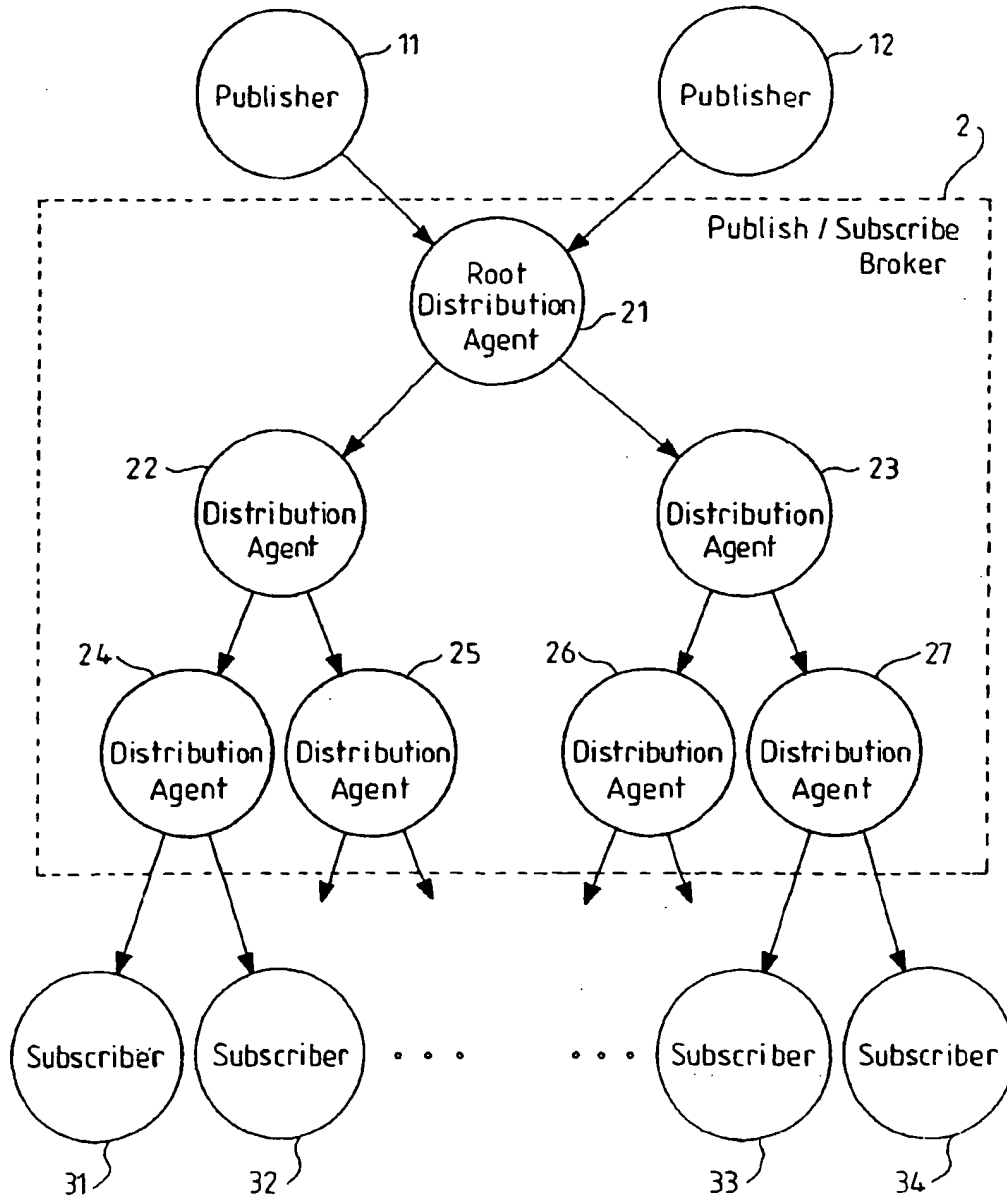 11
12
Publisher
Publisher
2
Publish / Subscribe
Broker
Root
Distribution
Agent
21
22
23
Distribution
Agent
Distribution
Agent
24
25
26
27
Distribution
Agent
Distribution
Agent
Distribution
Agent
Distribution
Agent
Subscriber
Subscriber
Subscriber
Subscriber
31
32
33
34